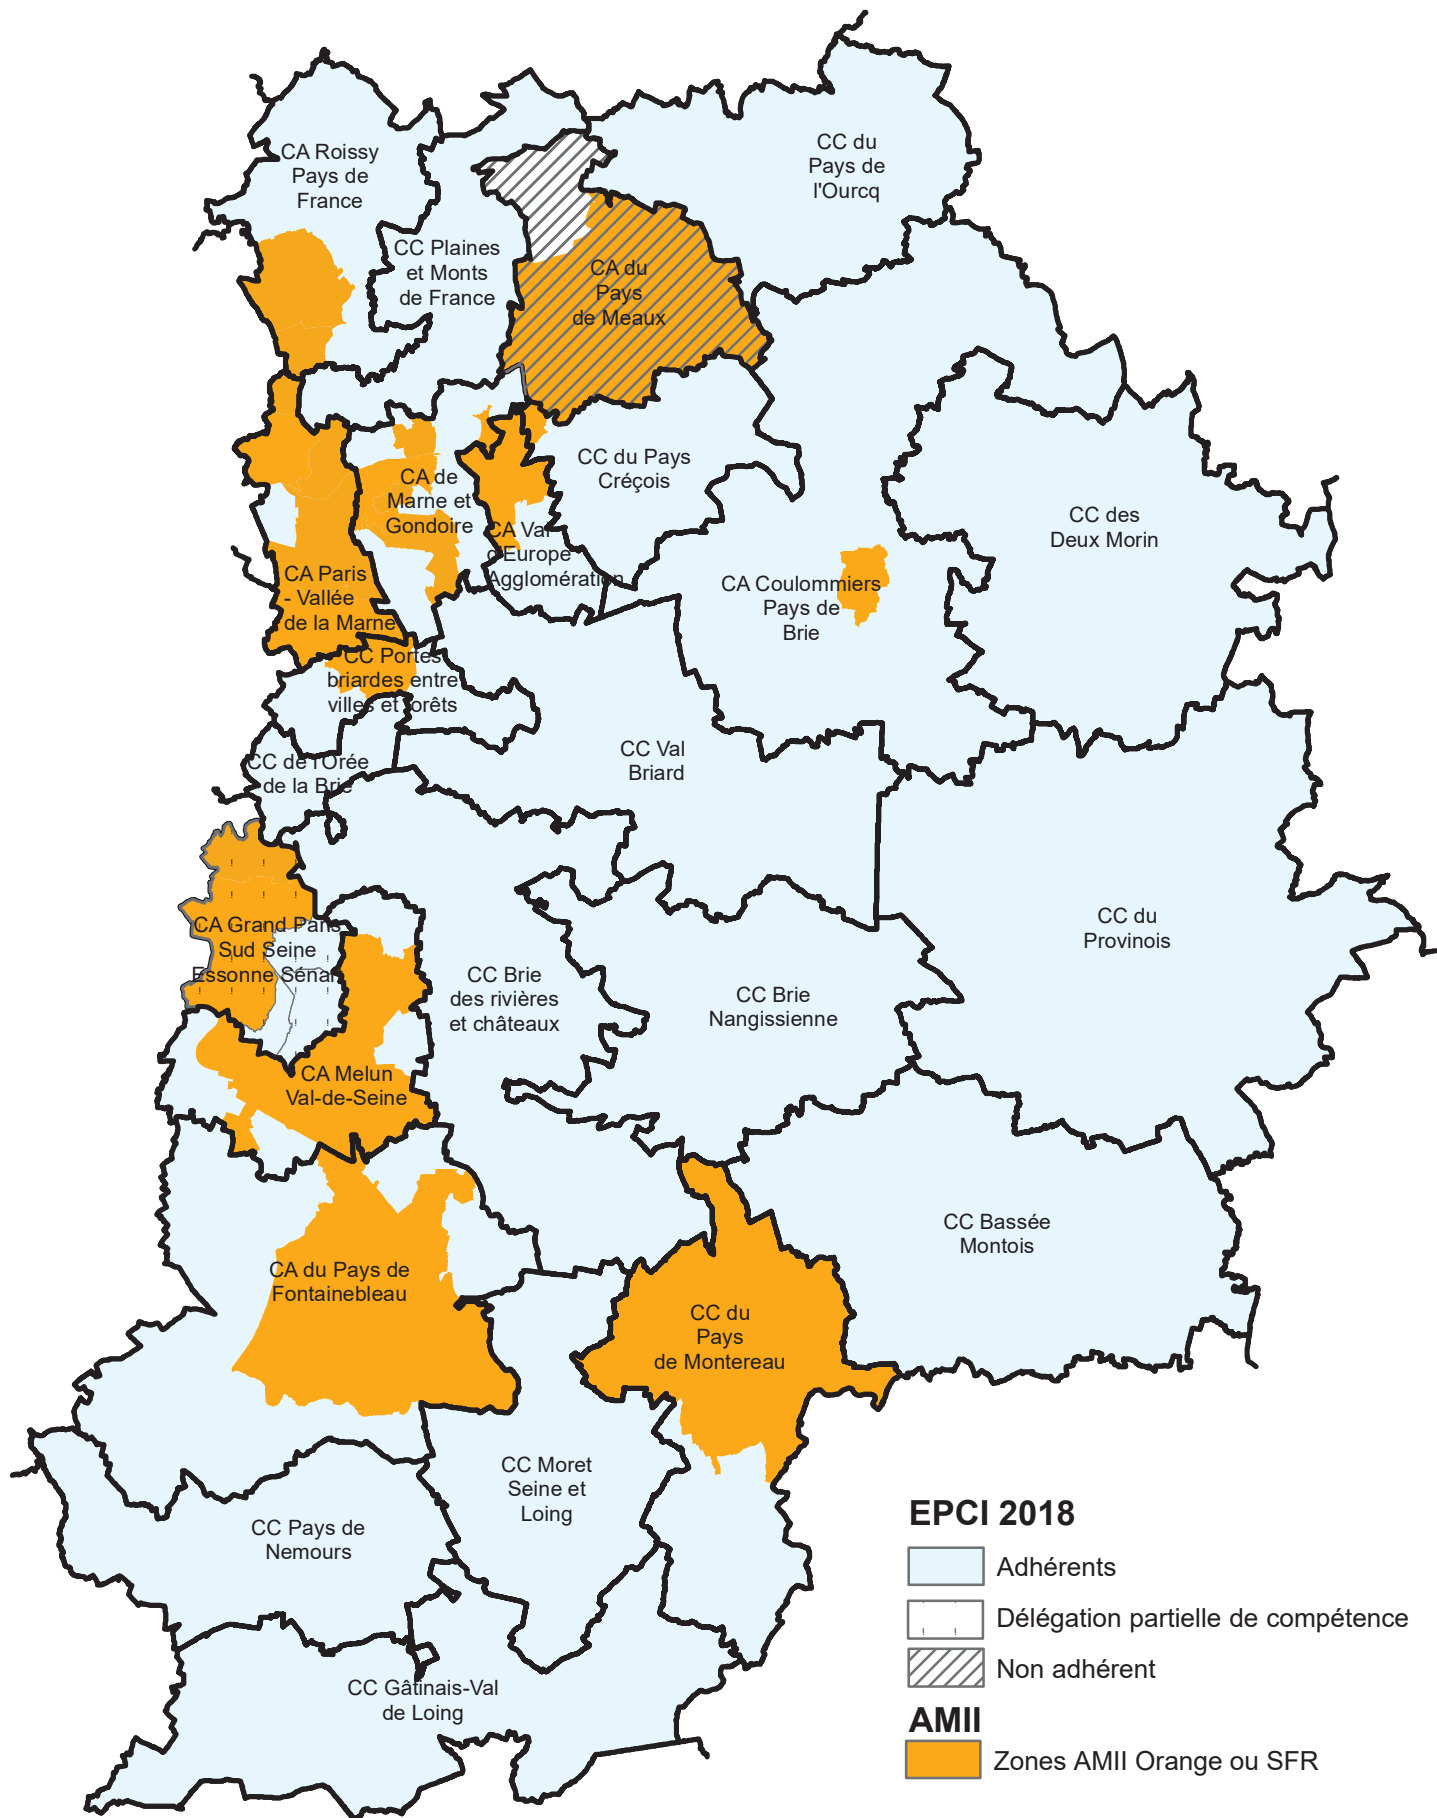 CA Roissy
Pays de
France
CC du
Pays de
l'Ourcq
CC Plaines
et Monts
de France
CA du
Pays
de Meaux
CC du Pays
Créçois
CA de
Marne et
Gondoire
CA Val
d'Europe
Agglomération
CC des
Deux Morin
CA Paris
- Vallée
de la Marne
CA Coulommiers
Pays de
Brie
CC Portes
briardes entre
villes et forêts
CC de l'Orée
de la Brie
CC Val
Briard
CA Grand Paris
Sud Seine
Essonne Sénart
CC du
Provinois
CC Brie
des rivières
et châteaux
CC Brie
Nangissienne
CA Melun
Val-de-Seine
CC Bassée
Montois
CA du Pays de
Fontainebleau
CC du
Pays
de Montereau
CC Moret
Seine et
Loing
CC Pays de
Nemours
CC Gâtinais-Val
de Loing
EPCI 2018
Adhérents
Délégation partielle de compétence
Non adhérent
AMII
Zones AMII Orange ou SFR